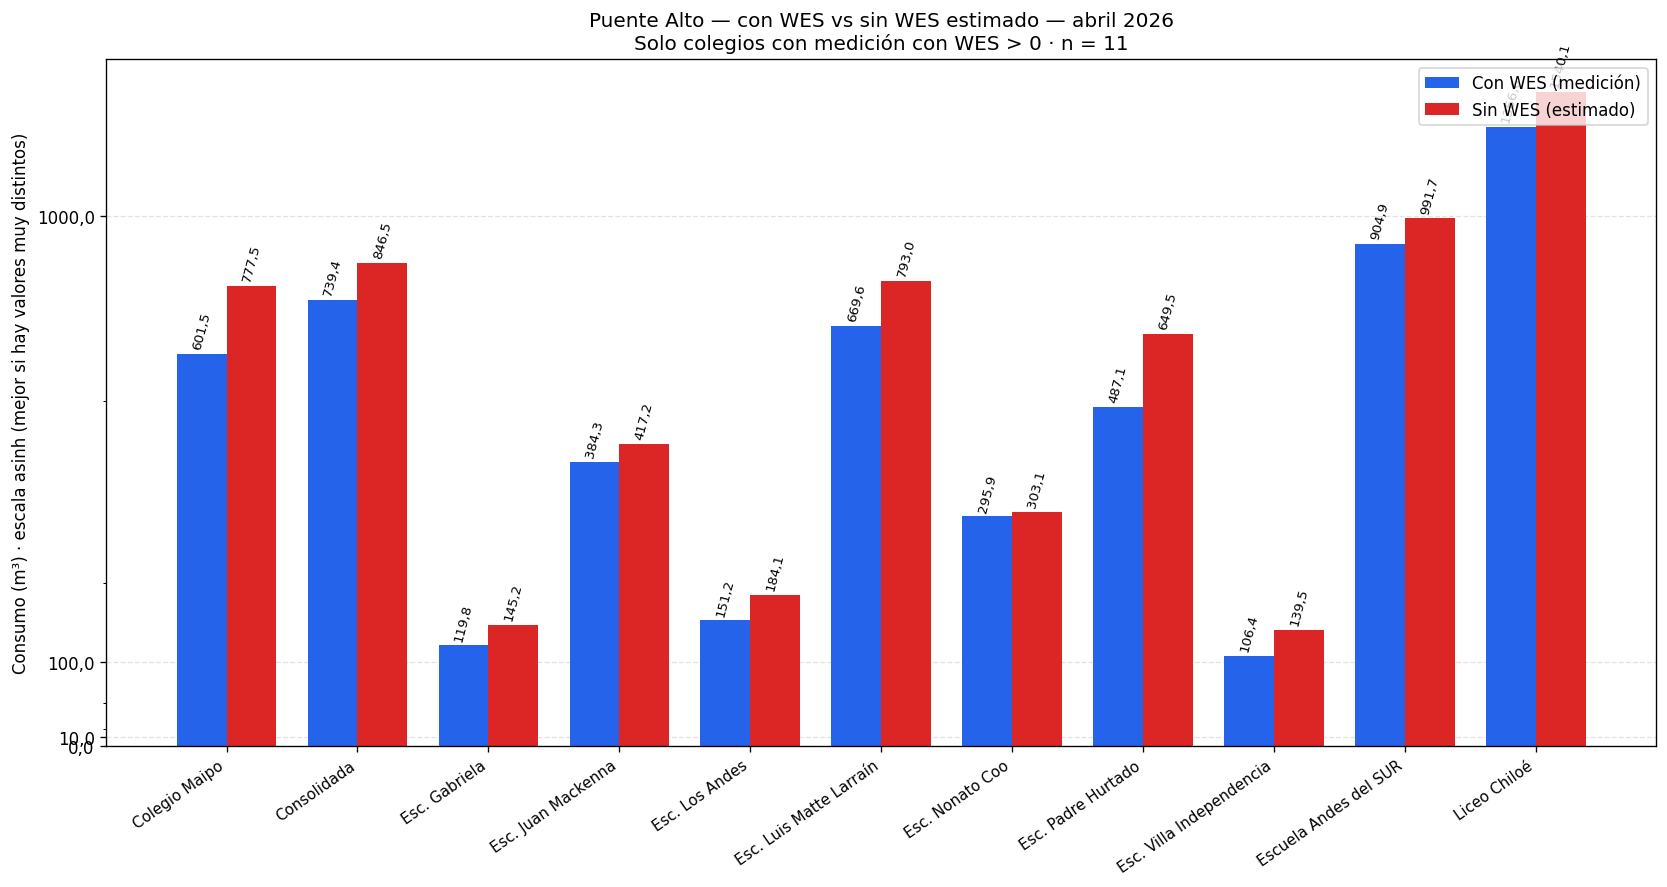 Puente Alto — con WES vs sin WES estimado — abril 2026
Solo colegios con medición con WES > 0 · n = 11
Con WES (medición)
Sin WES (estimado)
Consumo (m³) · escala asinh (mejor si hay valores muy distintos)
1000,0
100,0
10,0
0,0
601,5
777,5
739,4
846,5
119,8
145,2
384,3
417,2
151,2
184,1
669,6
793,0
295,9
303,1
487,1
649,5
106,4
139,5
904,9
991,7
Colegio Maipo
Consolidada
Esc. Gabriela
Esc. Juan Mackenna
Esc. Los Andes
Esc. Luis Matte Larraín
Esc. Nonato Coo
Esc. Padre Hurtado
Esc. Villa Independencia
Escuela Andes del SUR
Liceo Chiloé